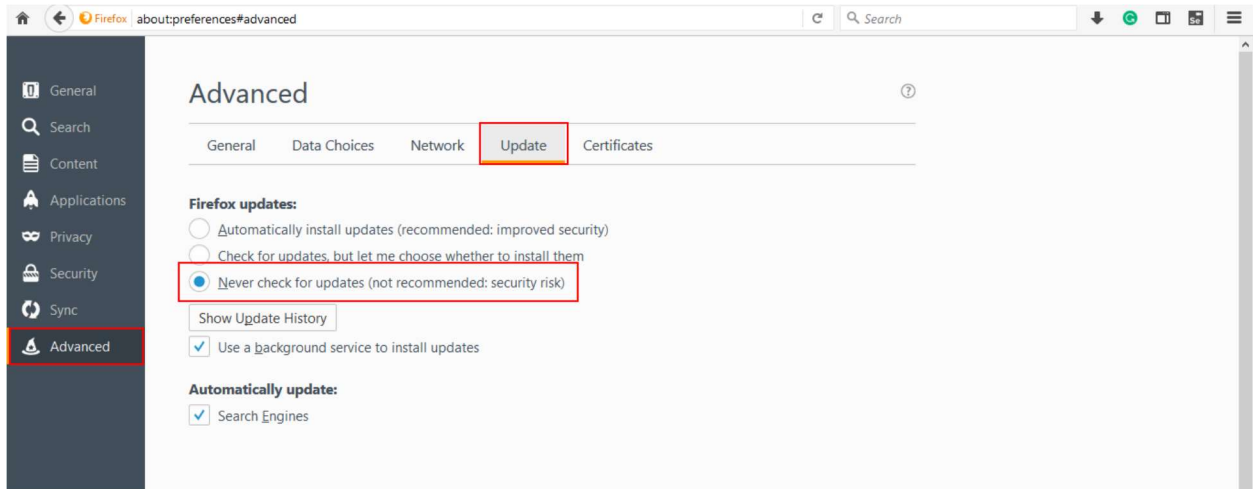 Firefox about:preferences#advanced Search
General
Search
Content
Applications
Privacy
Security
Sync
Advanced
Advanced
General Data Choices Network Update Certificates
Firefox updates:
Automatically install updates (recommended: improved security)
Check for updates, but let me choose whether to install them
Never check for updates (not recommended: security risk)
Show Update History
Use a background service to install updates
Automatically update:
Search Engines